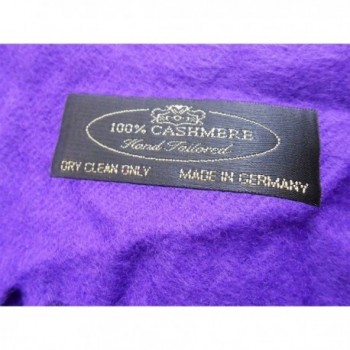 100% CASHMERE
Hand Tailored
DRY CLEAN ONLY MADE IN GERMANY